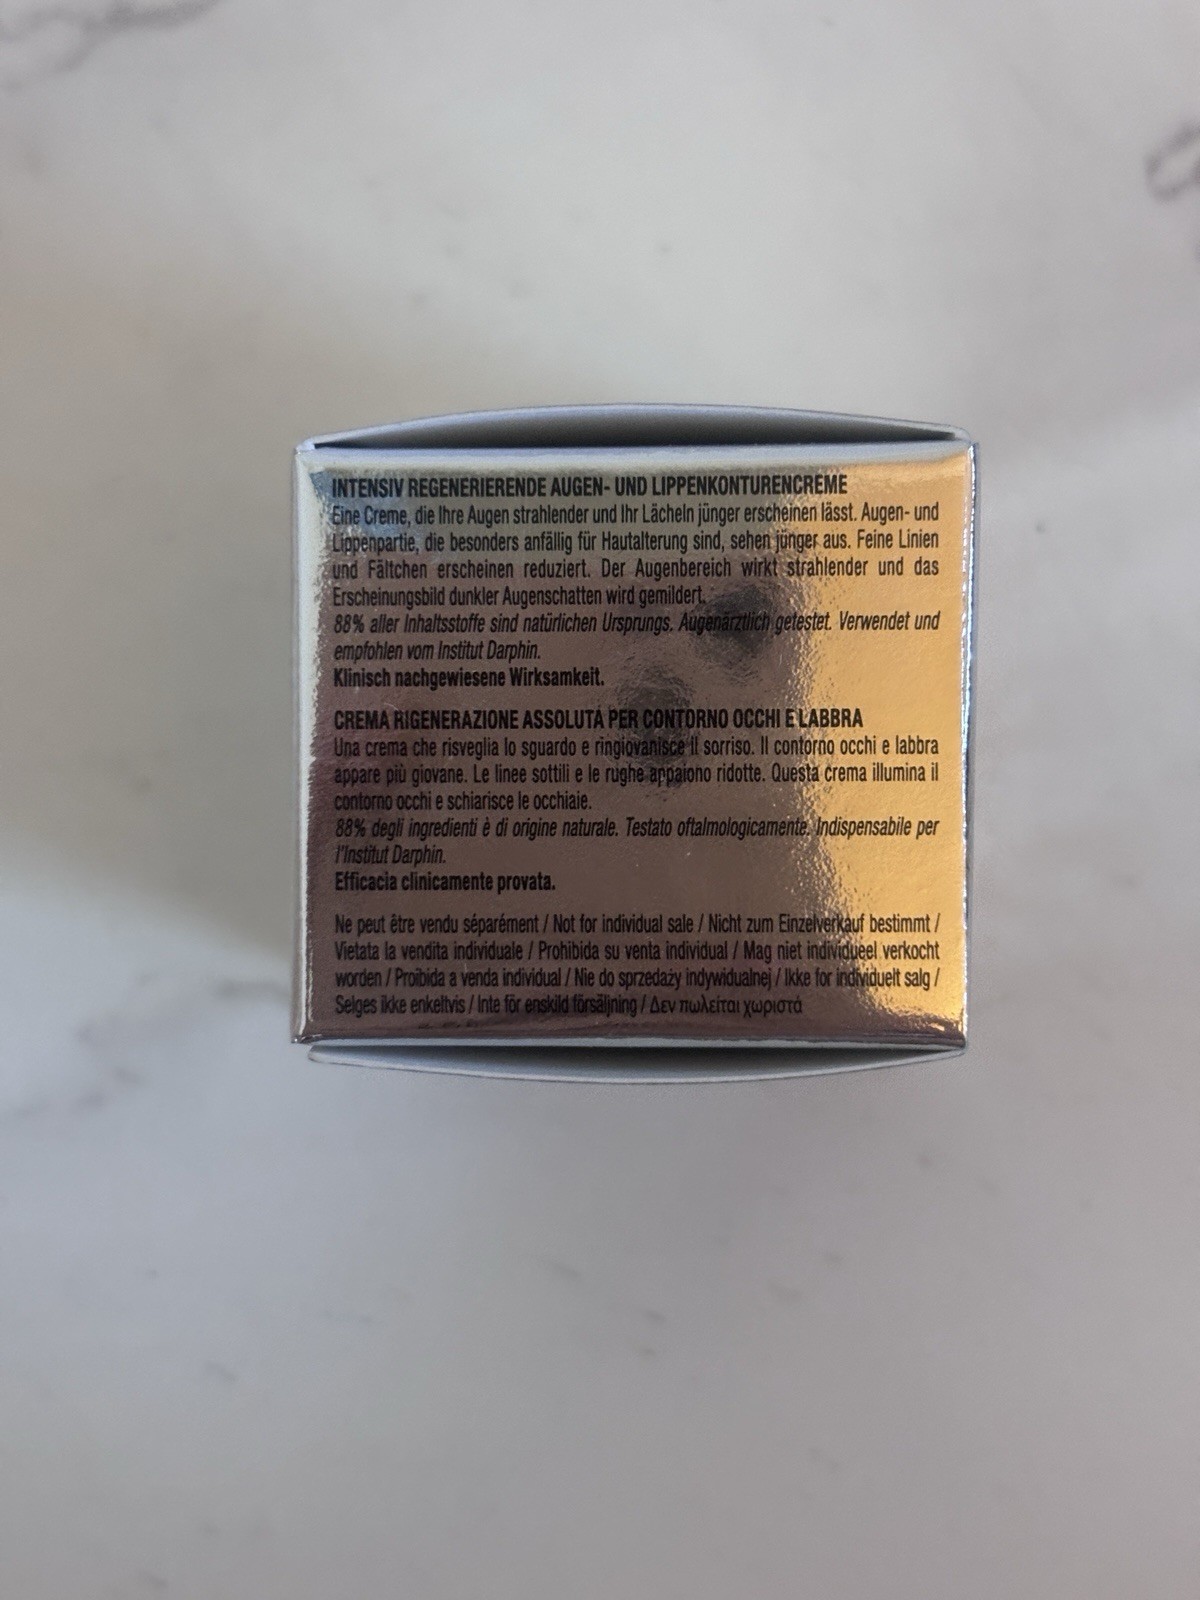 INTENSIV REGENERIERENDE AUGEN- UND LIPPENKONTURENCREME
Eine Creme, die Ihre Augen strahlender und Ihr Lächeln jünger erscheinen lässt. Augen- und
Lippenpartie, die besonders anfällig für Hautalterung sind, sehen jünger aus. Feine Linien
und Fältchen erscheinen reduziert. Der Augenbereich wirkt strahlender und das
Erscheinungsbild dunkler Augenschatten wird gemildert.
88% aller Inhaltsstoffe sind natürlichen Ursprungs. Augenärztlich getestet. Verwendet und
empfohlen vom Institut Darphin.
Klinisch nachgewiesene Wirksamkeit.
CREMA RIGENERAZIONE ASSOLUTA PER CONTORNO OCCHI E LABBRA
Una crema che risveglia lo sguardo e ringiovanisce il sorriso. Il contorno occhi e labbra
appare più giovane. Le linee sottili e le rughe appaiono ridotte. Questa crema illumina il
contorno occhi e schiarisce le occhiaie.
88% degli ingredienti è di origine naturale. Testato oftalmologicamente. Indispensabile per
l'Institut Darphin.
Efficacia clinicamente provata.
Ne peut être vendu séparément / Not for individual sale / Nicht zum Einzelverkauf bestimmt /
Vietata la vendita individuale / Prohibida su venta individual / Mag niet individueel verkocht
worden / Proibida a venda individual / Nie do sprzedaży indywidualnej / Ikke for individuelt salg /
Selges ikke enkeltvis / Inte för enskild försäljning / Δεν πωλείται χωριστά